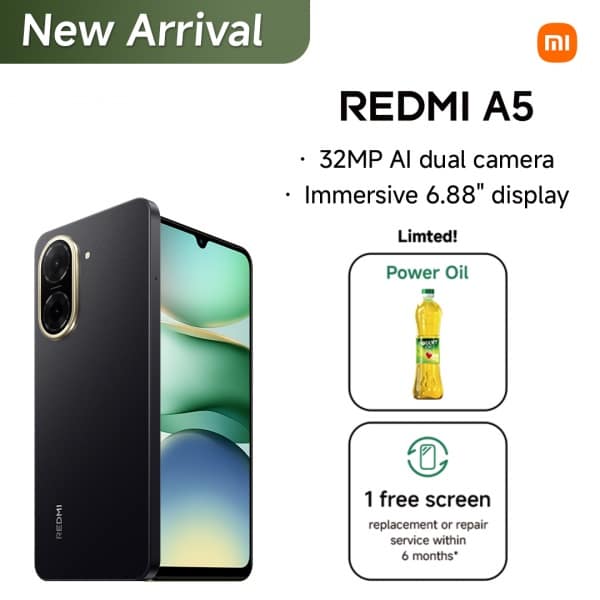 New Arrival
mi
REDMI A5
· 32MP AI dual camera
· Immersive 6.88" display
Limted!
Power Oil
1 free screen
replacement or repair
service within
6 months*
REDMI